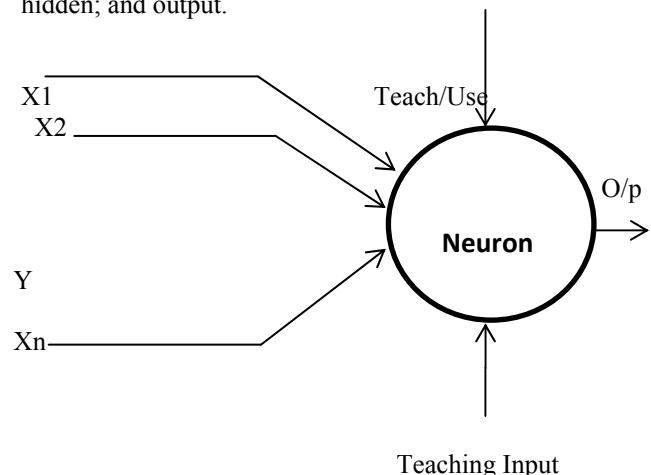 hidden; and output.
X1
Teach/Use
X2
O/p
Neuron
Y
Xn
Teaching Input